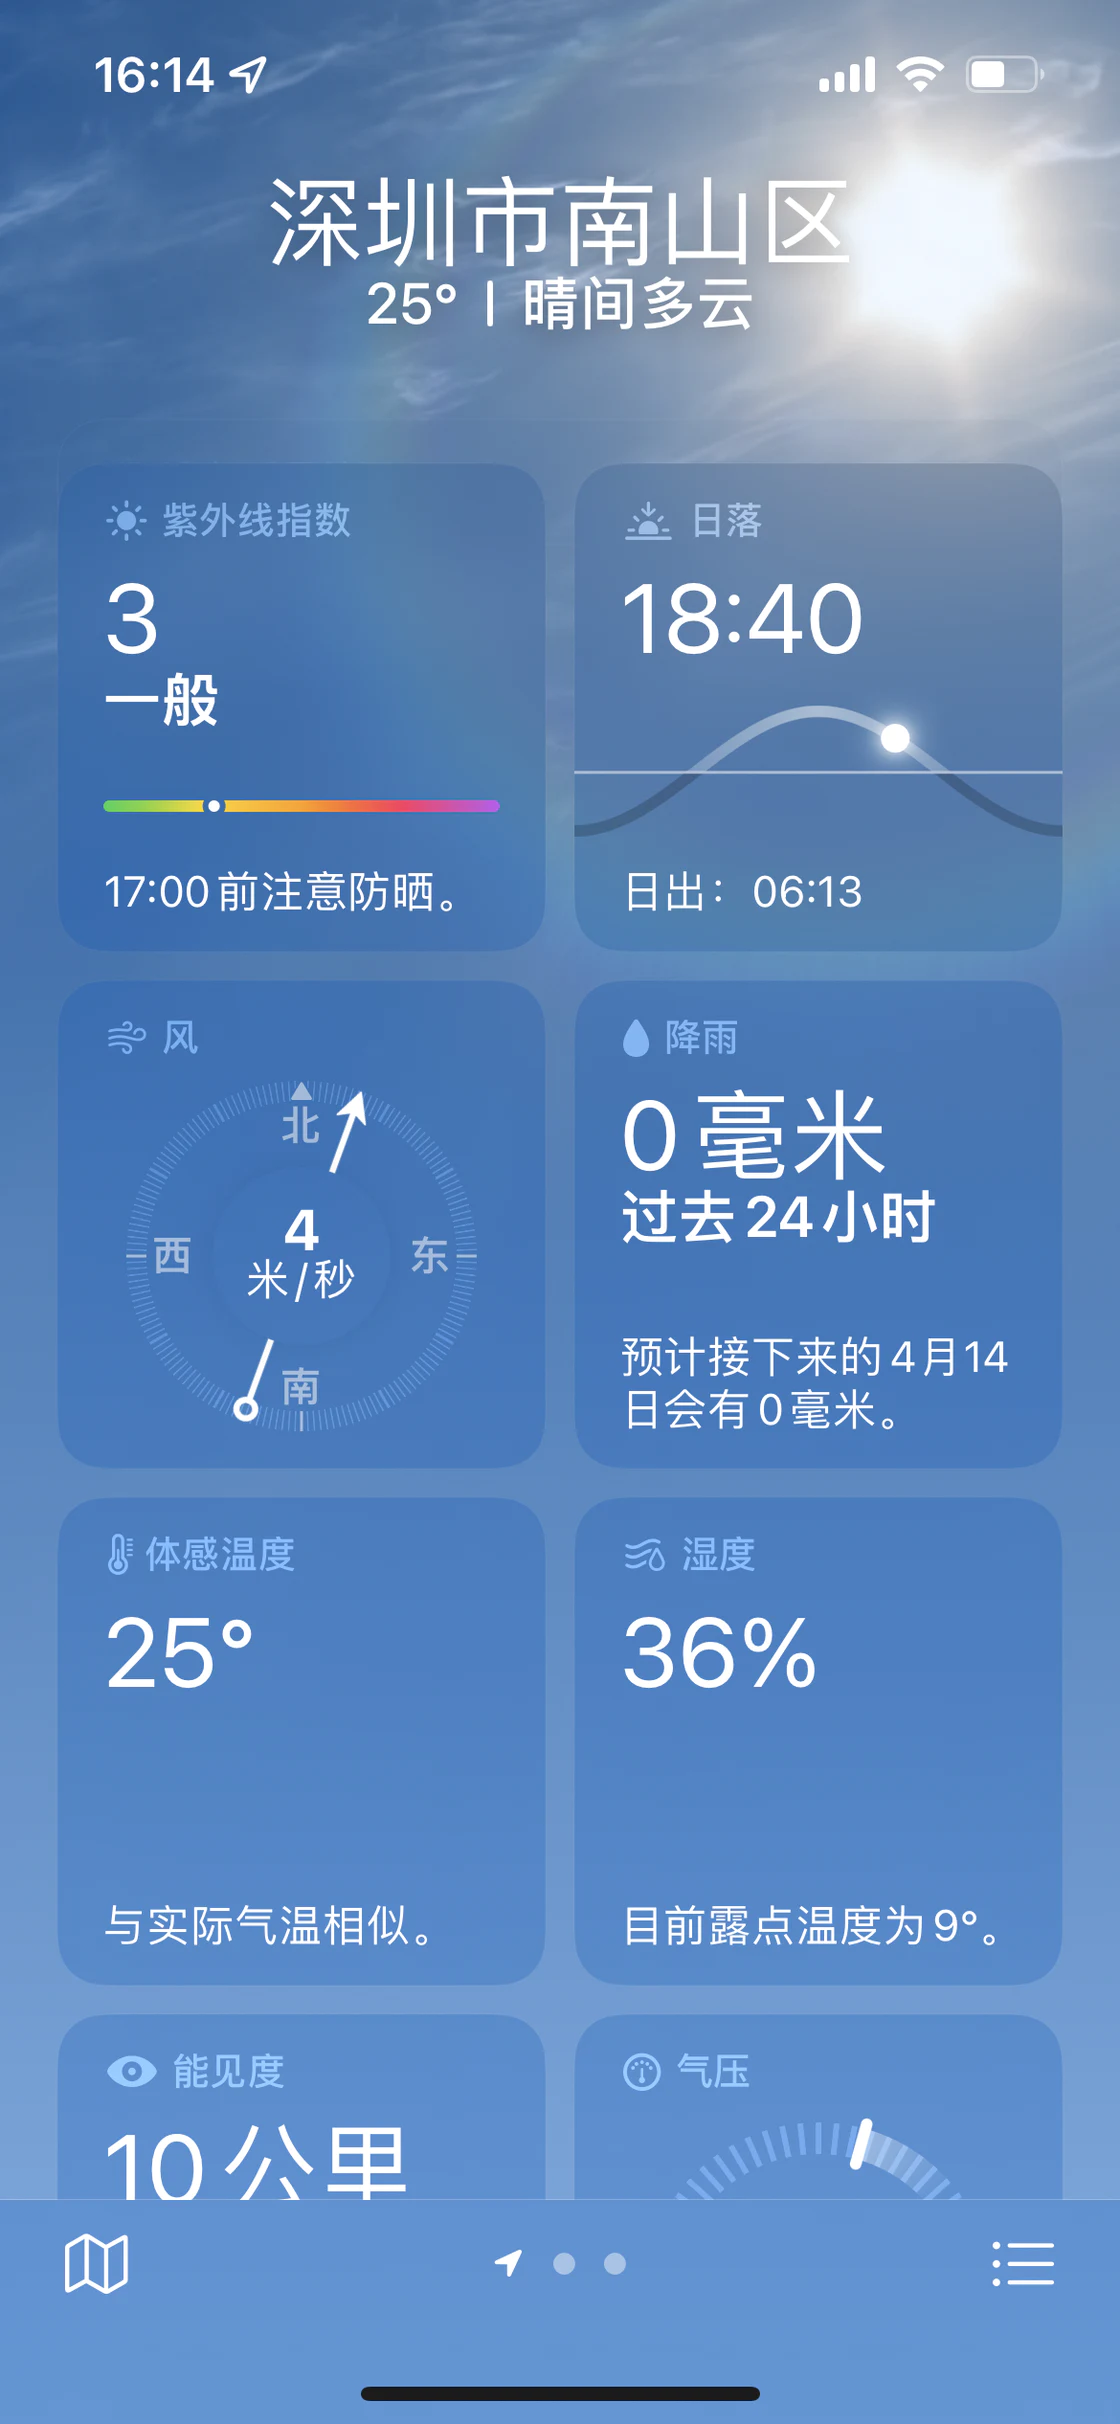 16:14
深圳市南山区
25° | 晴间多云
紫外线指数
3
一般
17:00前注意防晒。
日落
18:40
日出： 06:13
风
北
西
东
南
4
米/秒
降雨
0毫米
过去24小时
预计接下来的4月14
日会有0毫米。
体感温度
25°
与实际气温相似。
湿度
36%
目前露点温度为9°。
能见度
10公里
气压